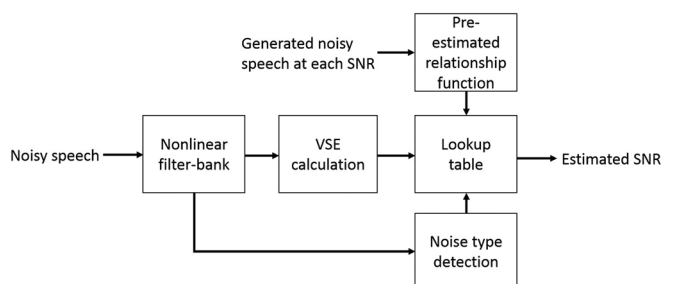 Pre-
estimated
relationship
function
Generated noisy
speech at each SNR
Noisy speech
Nonlinear
filter-bank
VSE
calculation
Lookup
table
Estimated SNR
Noise type
detection